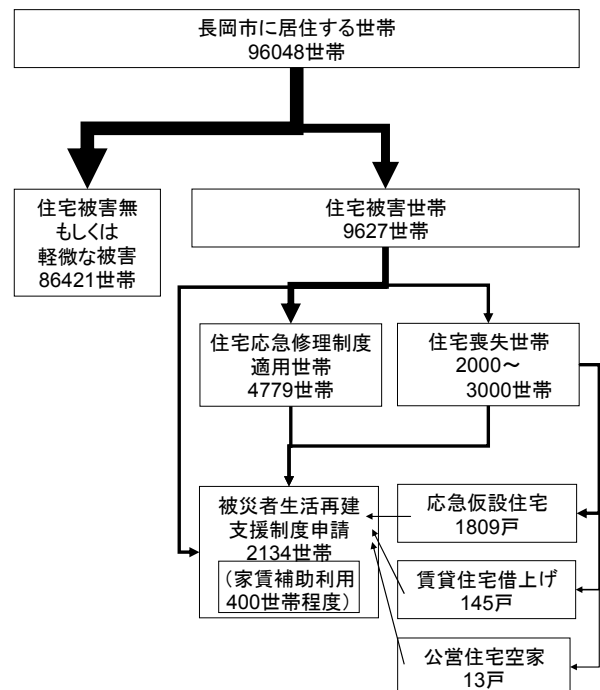 長岡市に居住する世帯
96048世帯
住宅被害無
もしくは
軽微な被害
86421世帯
住宅被害世帯
9627世帯
住宅応急修理制度
適用世帯
4779世帯
住宅喪失世帯
2000～
3000世帯
被災者生活再建
支援制度申請
2134世帯
（家賃補助利用
400世帯程度）
応急仮設住宅
1809戸
賃貸住宅借上げ
145戸
公営住宅空家
13戸